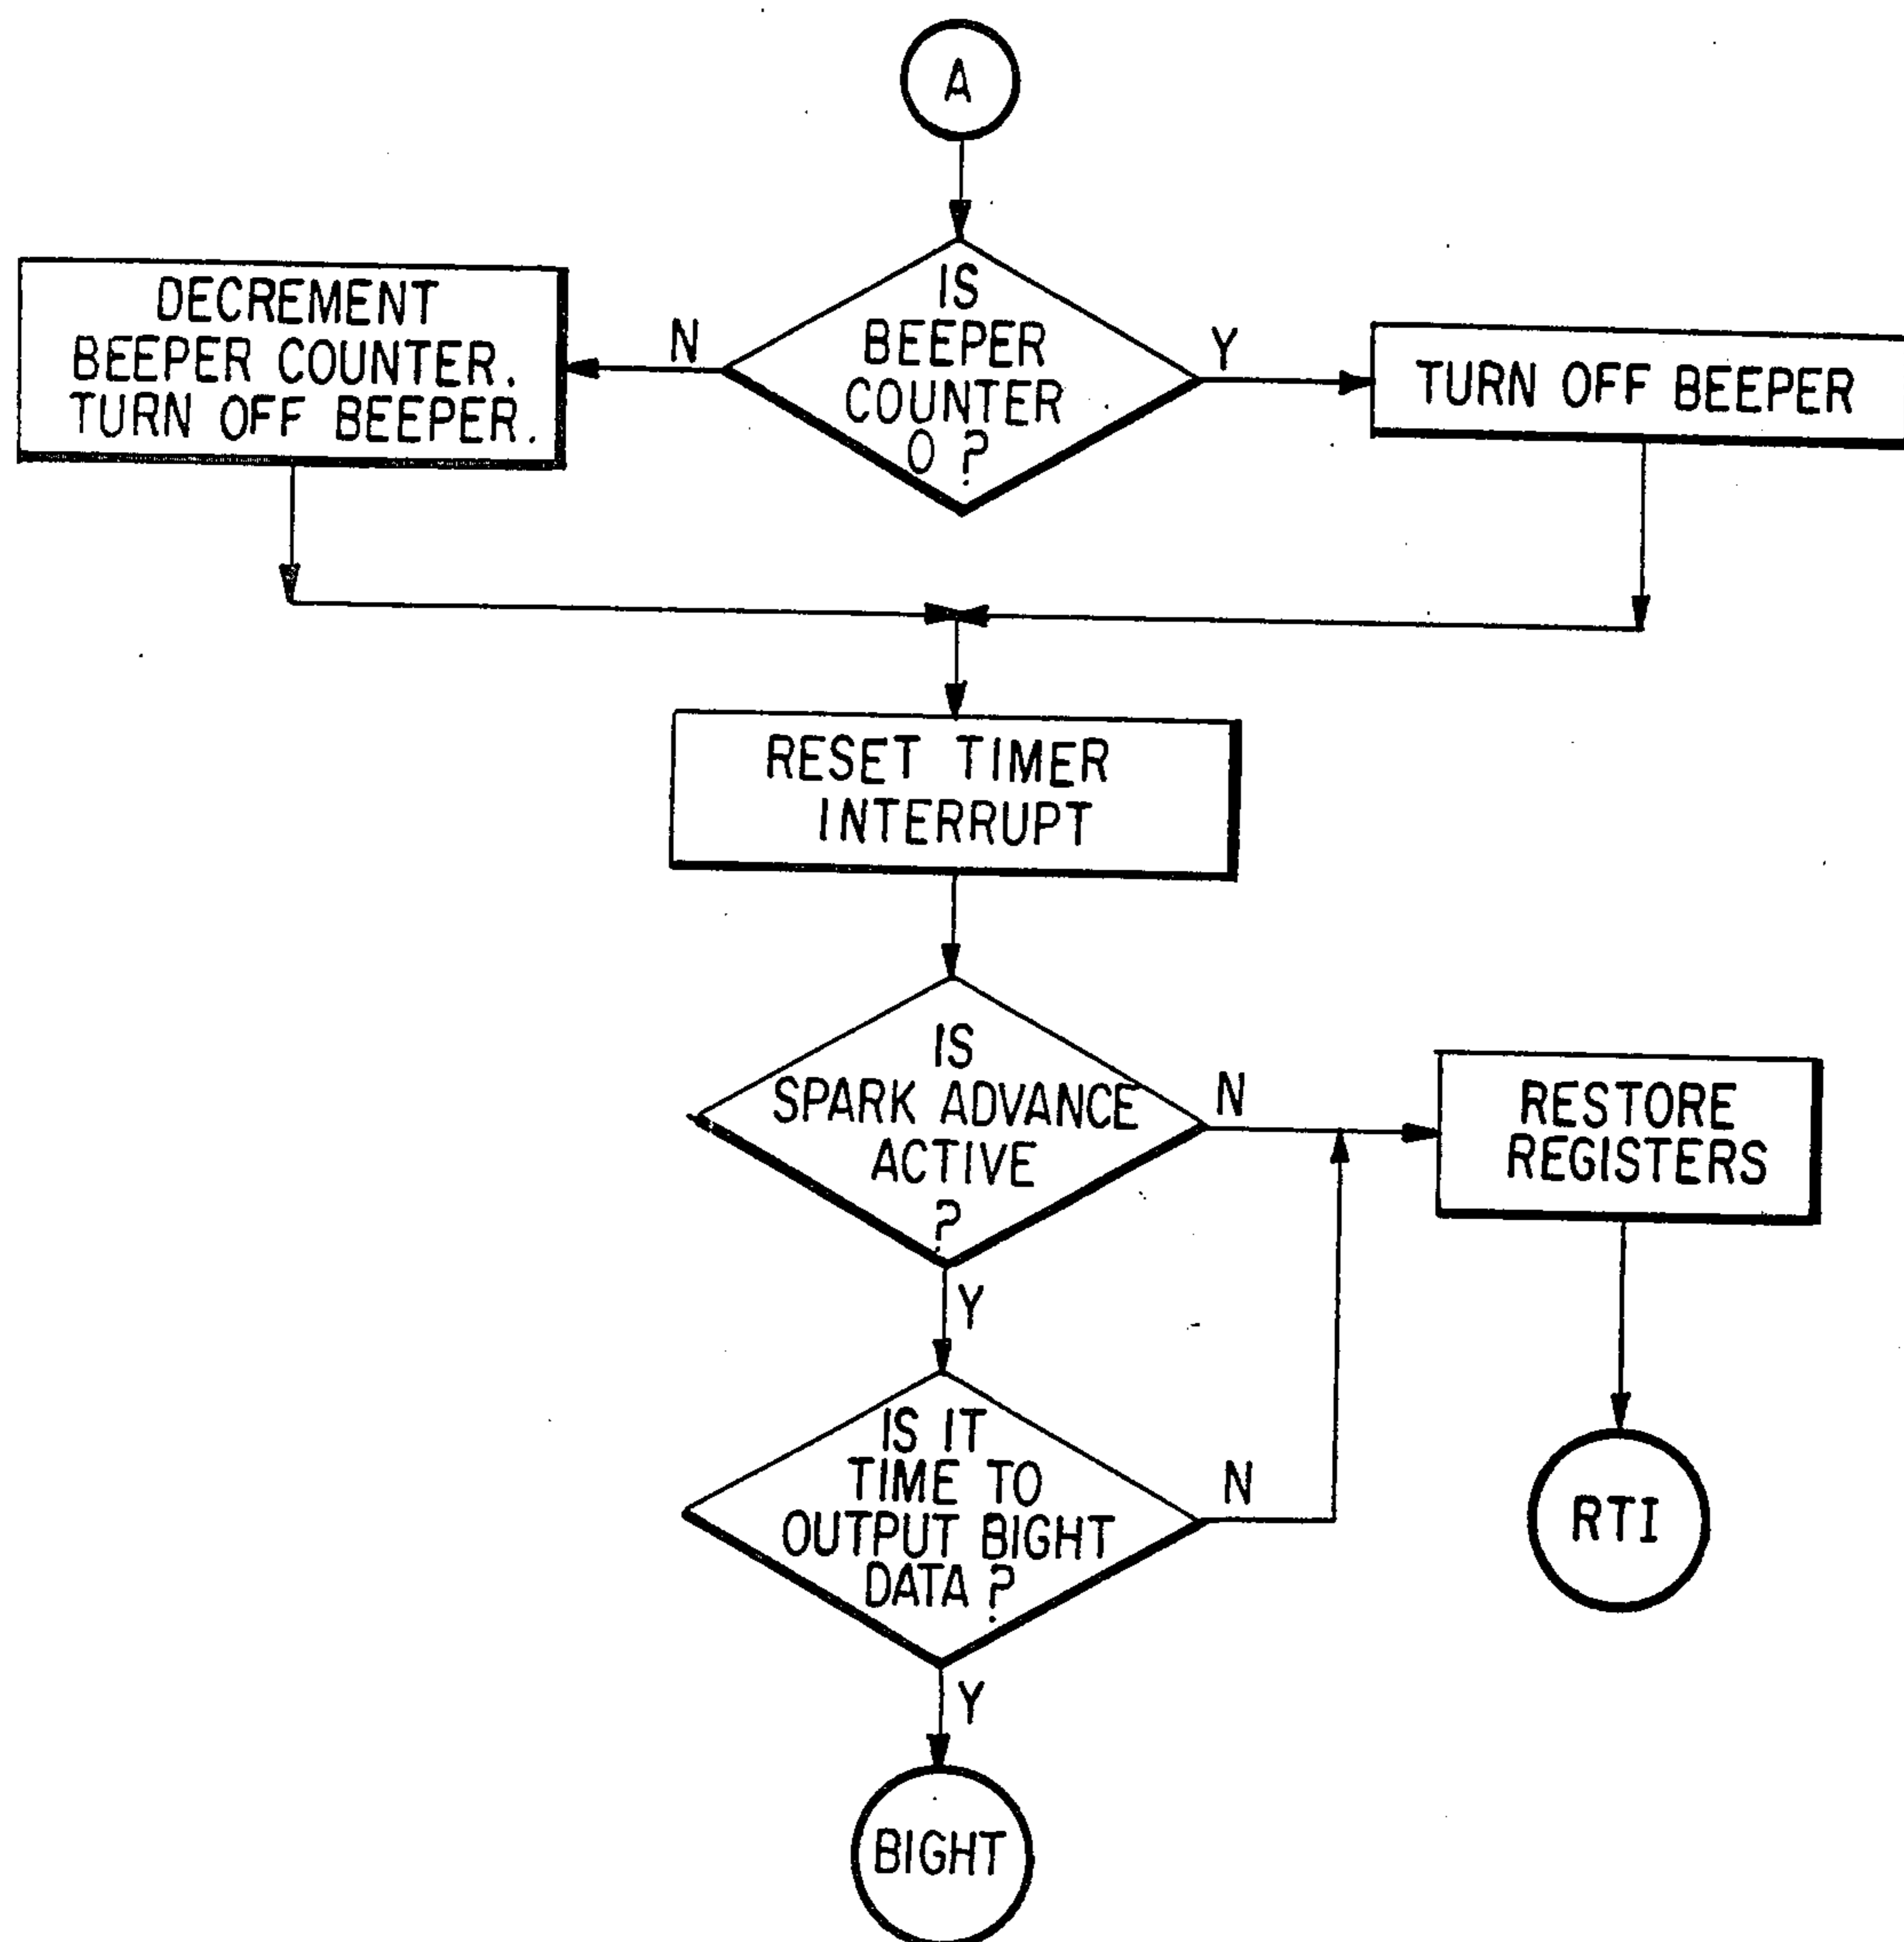 A
IS
BEEPER
COUNTER
0 ?
N
Y
DECREMENT
BEEPER COUNTER.
TURN OFF BEEPER.
TURN OFF BEEPER
RESET TIMER
INTERRUPT
IS
SPARK ADVANCE
ACTIVE
?
N
Y
RESTORE
REGISTERS
IS IT
TIME TO
OUTPUT BIGHT
DATA ?
N
Y
RTI
BIGHT